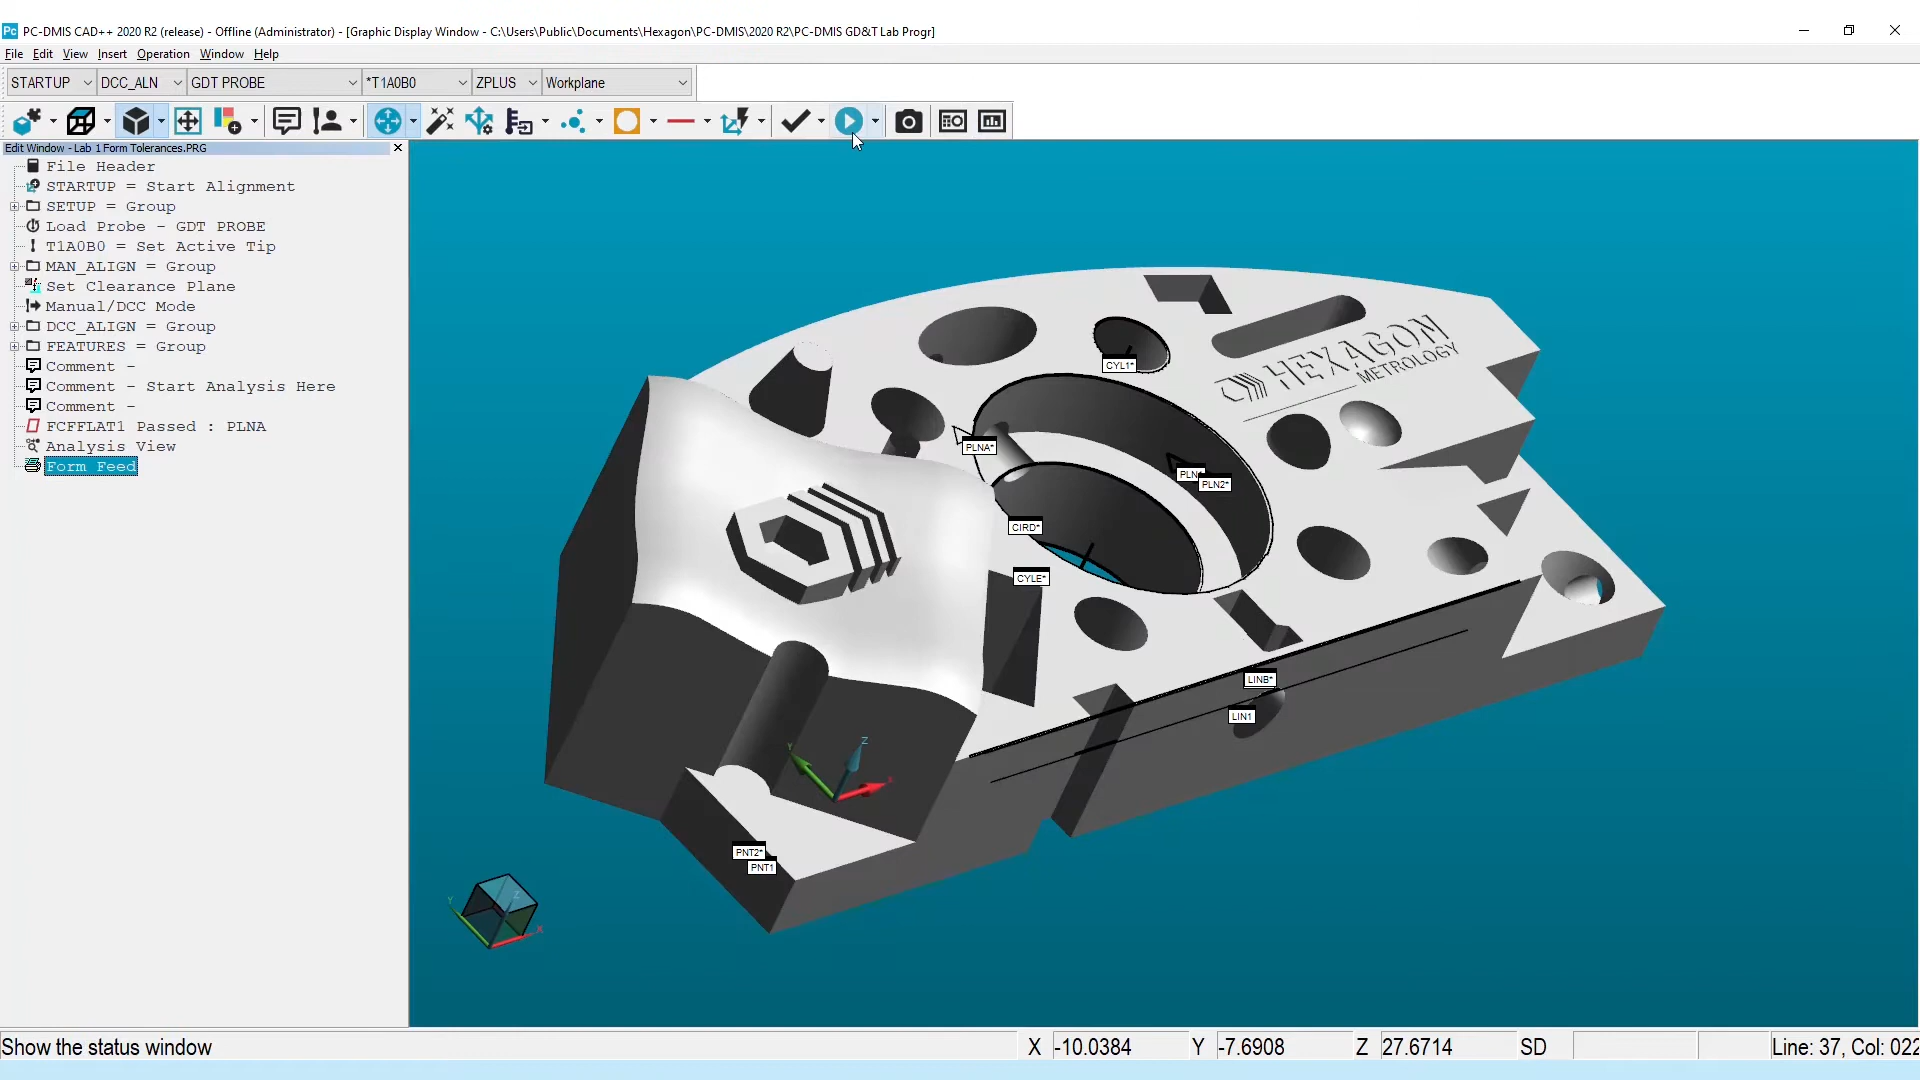 PC-DMIS CAD++ 2020 R2 (release) - Offline (Administrator) - [Graphic Display Window - C:\Users\Public\Documents\Hexagon\PC-DMIS\2020 R2\PC-DMIS GD&T Lab Progr]
File Edit View Insert Operation Window Help
STARTUP DCC_ALN GDT PROBE *T1A0B0 ZPLUS Workplane
Edit Window - Lab 1 Form Tolerances.PRG
File Header
STARTUP = Start Alignment
SETUP = Group
Load Probe - GDT PROBE
T1A0B0 = Set Active Tip
MAN_ALIGN = Group
Set Clearance Plane
Manual/DCC Mode
DCC_ALIGN = Group
FEATURES = Group
Comment -
Comment - Start Analysis Here
Comment -
FCFFLAT1 Passed : PLNA
Analysis View
Form Feed
HEXAGON
METROLOGY
CYL1*
PLNA*
PLN2*
CIRD*
CYLE*
LINB*
LIN1
Z
Y
X
PNT2*
PNT1
Z
Y
X
Show the status window X -10.0384 Y -7.6908 Z 27.6714 SD Line: 37, Col: 022